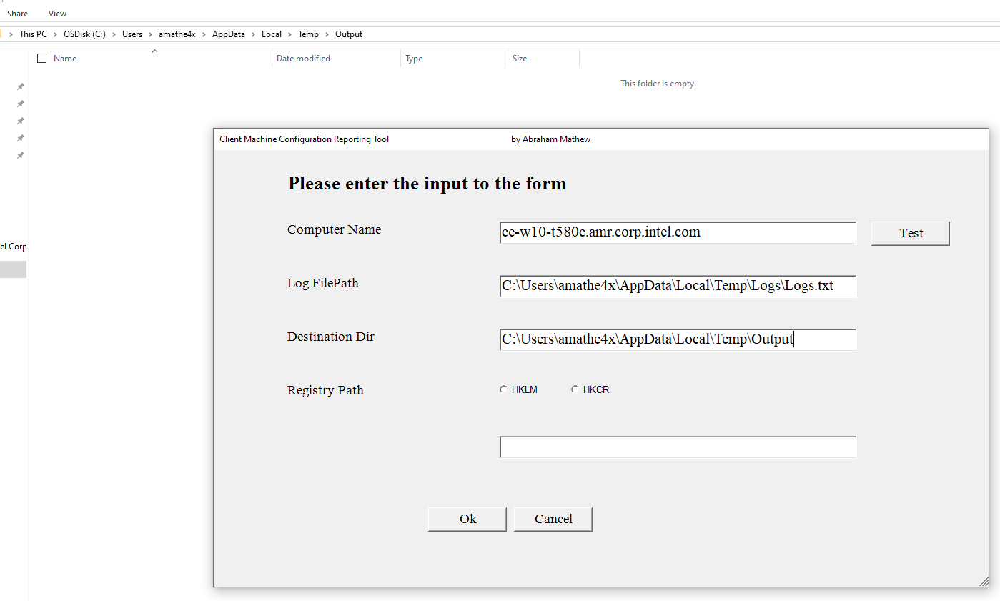 Share View
This PC > OSDisk (C:) > Users > amathe4x > AppData > Local > Temp > Output
Name Date modified Type Size
This folder is empty.
Client Machine Configuration Reporting Tool by Abraham Mathew
Please enter the input to the form
Computer Name ce-w10-t580c.amr.corp.intel.com Test
el Corp
Log FilePath C:\Users\amathe4x\AppData\Local\Temp\Logs\Logs.txt
Destination Dir C:\Users\amathe4x\AppData\Local\Temp\Output
Registry Path HKLM HKCR
Ok Cancel